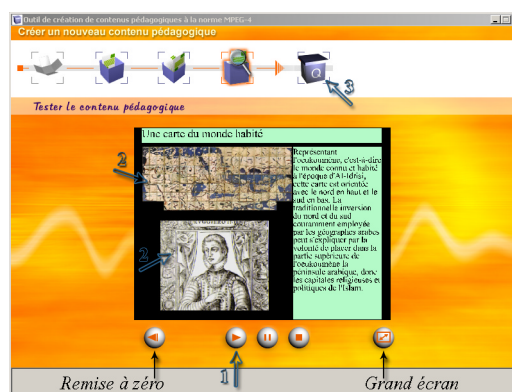 Outil de création de contenus pédagogiques à la norme MPEG-4
Créer un nouveau contenu pédagogique
Q
3
Tester le contenu pédagogique
Une carte du monde habité
2
Représentant
l'oekoumène, c'est-à-dire
le monde connu et habité
à l'époque d'Al-Idrisi,
cette carte est orientée
avec le nord en haut et le
sud en bas. La
traditionnelle inversion
du nord et du sud
couramment employée
par les géographes arabes
peut s'expliquer par la
volonté de placer dans la
partie supérieure de
l'oekoumène la
péninsule arabique, donc
les capitales religieuses et
politiques de l'Islam.
2
Remise à zéro
1
Grand écran